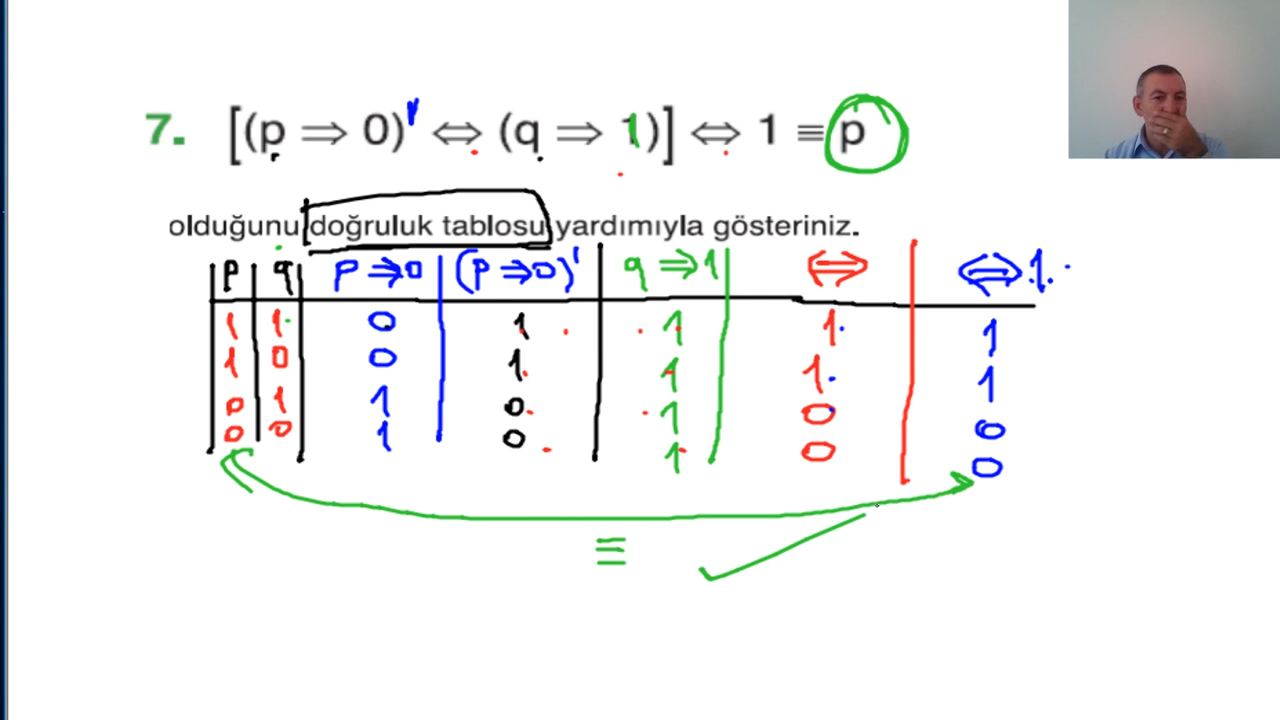 7. [(p ⇒ 0)' ⇔ (q ⇒ 1)] ⇔ 1 ≡ p
olduğunu doğruluk tablosu yardımıyla gösteriniz.
p q p ⇒ 0 (p ⇒ 0)' q ⇒ 1 ⇔ ⇔ 1
1 1 0 1 1 1 1
1 0 0 1 1 1 1
0 1 1 0 1 0 0
0 0 1 0 1 0 0
≡